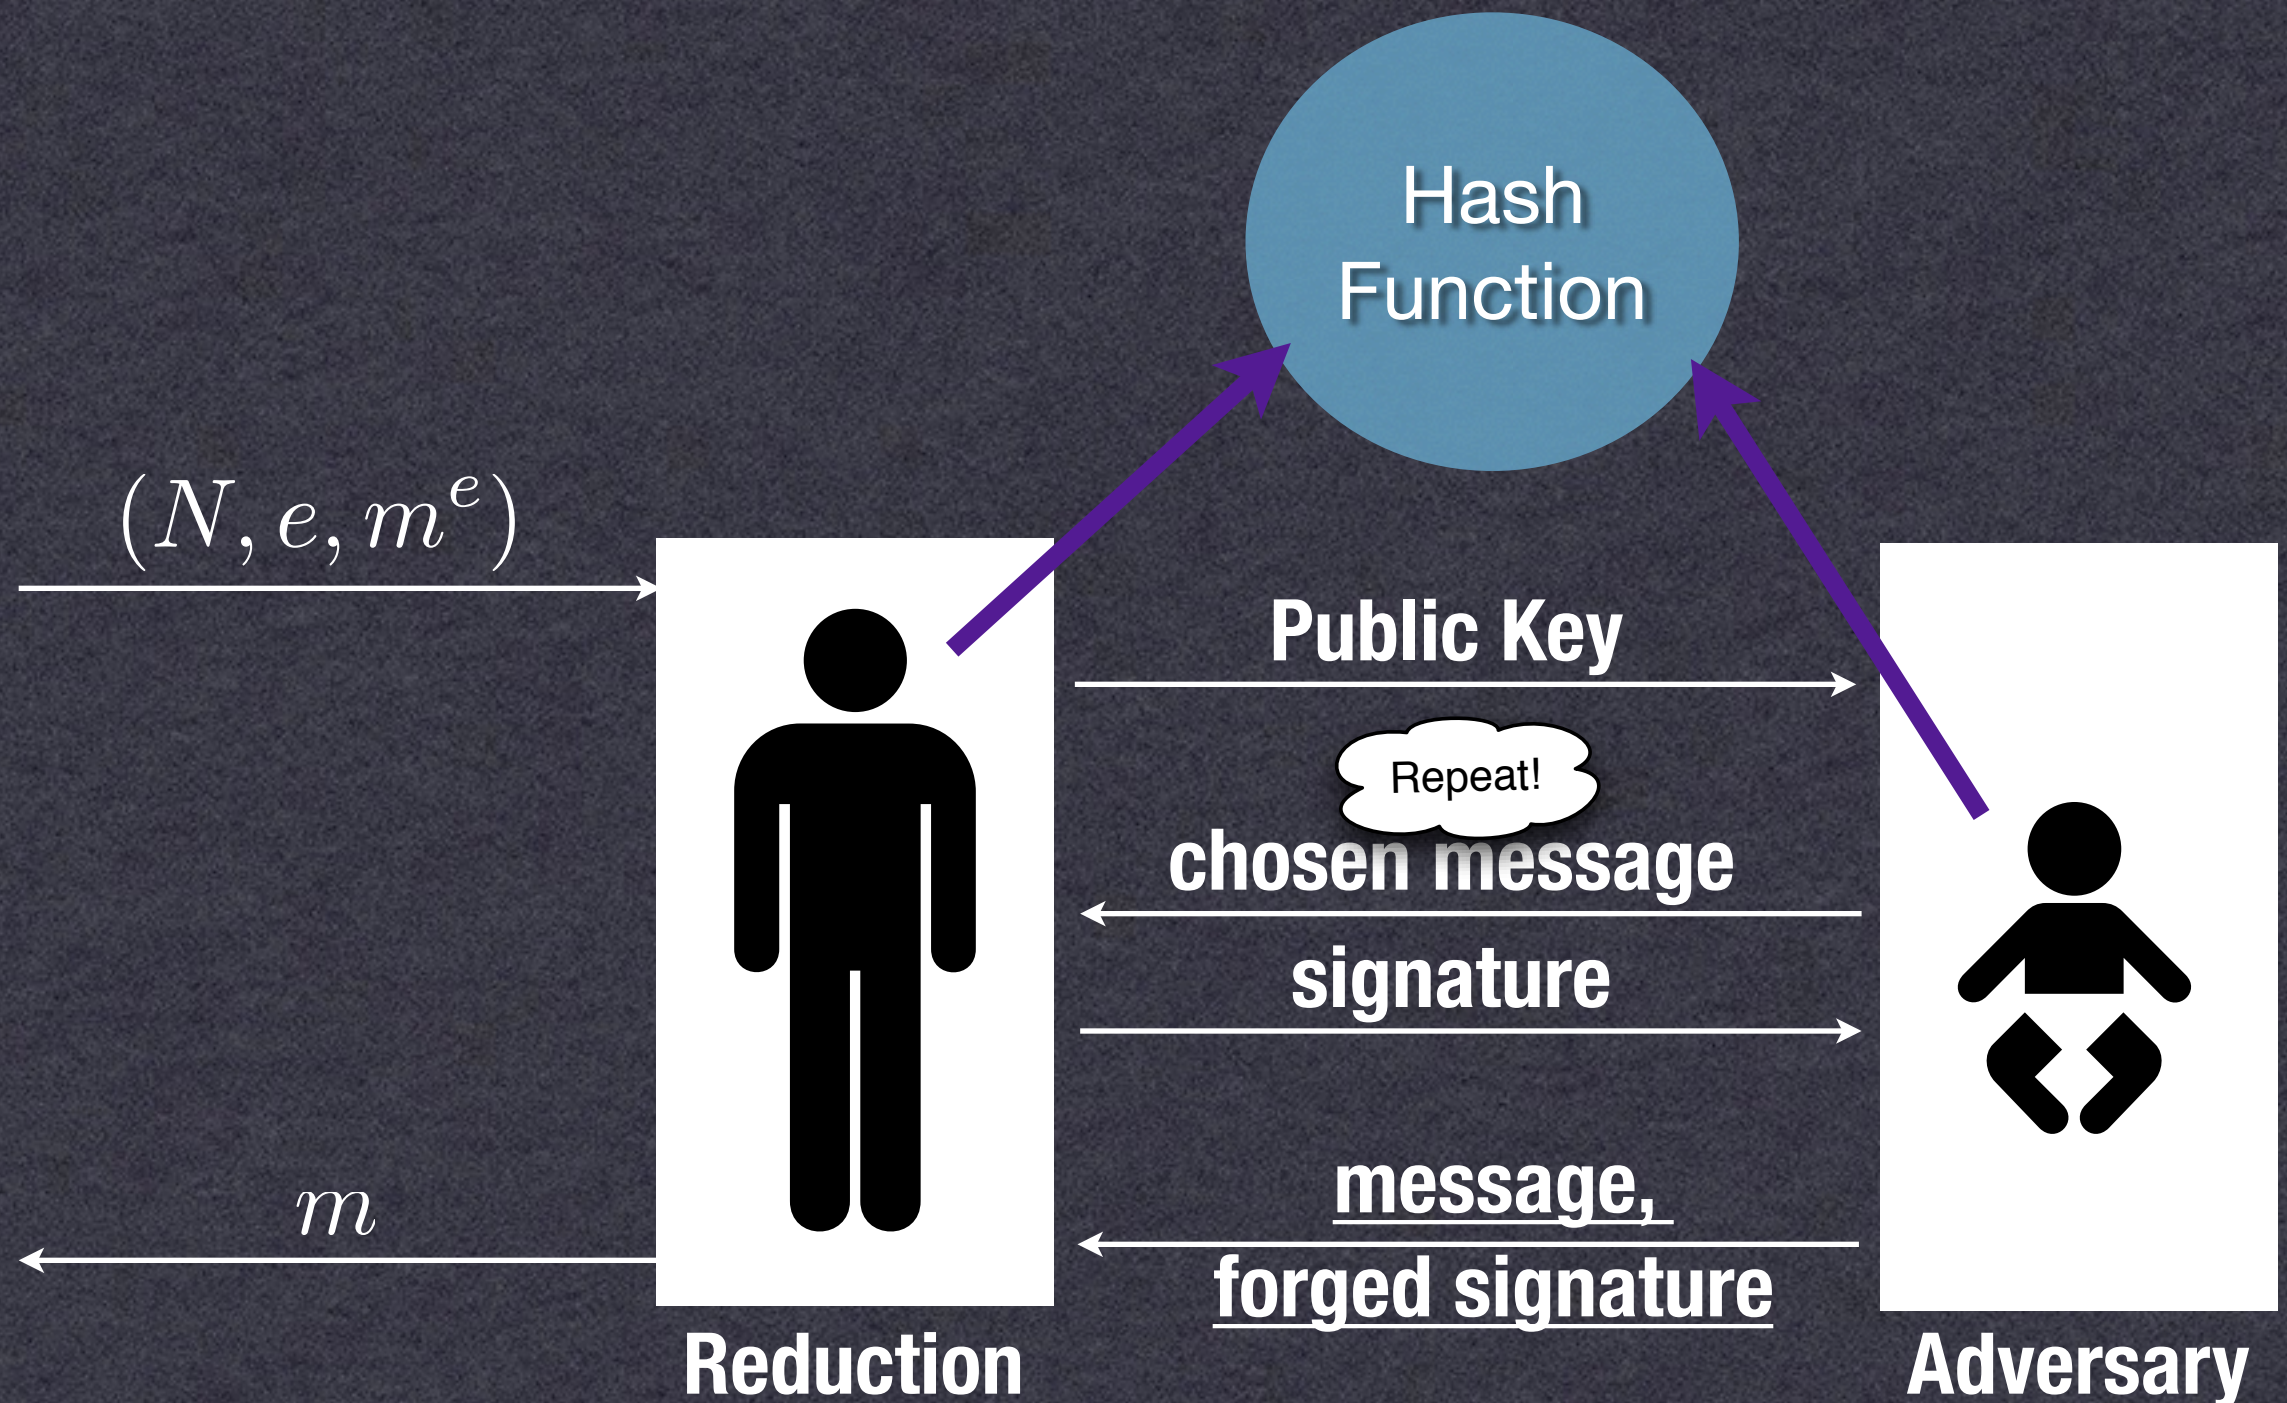 Hash
Function
(N, e, m^e)
Public Key
Repeat!
chosen message
signature
message,
forged signature
m
Reduction
Adversary